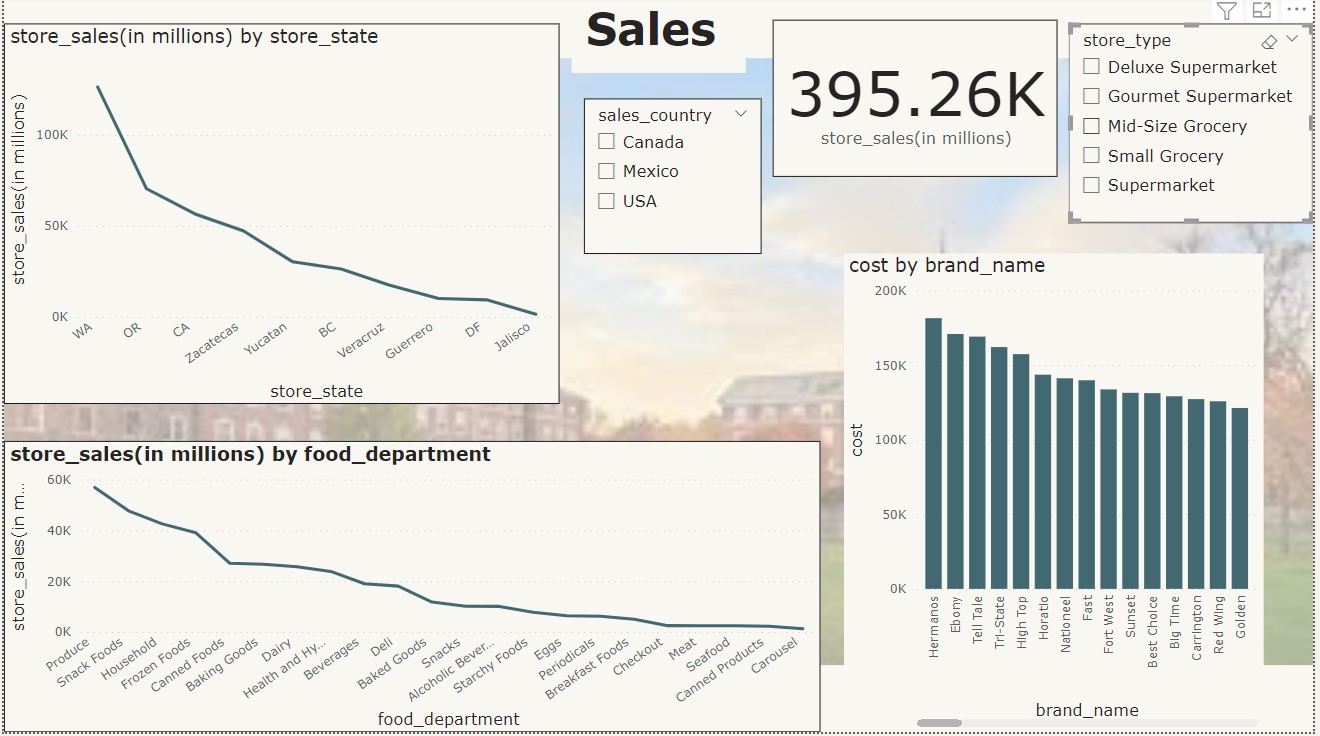 store_sales(in millions) by store_state
store_sales(in millions)
100K
50K
0K
WA
OR
CA
Zacatecas
Yucatan
BC
Veracruz
Guerrero
DF
Jalisco
store_state
Sales
sales_country
Canada
Mexico
USA
395.26K
store_sales(in millions)
store_type
Deluxe Supermarket
Gourmet Supermarket
Mid-Size Grocery
Small Grocery
Supermarket
cost by brand_name
cost
200K
150K
100K
50K
0K
Hermanos
Ebony
Tell Tale
Tri-State
High Top
Horatio
Nationeel
Fast
Fort West
Sunset
Best Choice
Big Time
Carrington
Red Wing
Golden
brand_name
store_sales(in millions) by food_department
store_sales(in m...
60K
40K
20K
0K
Produce
Snack Foods
Household
Frozen Foods
Canned Foods
Baking Goods
Dairy
Health and Hy...
Beverages
Deli
Baked Goods
Snacks
Alcoholic Bever...
Starchy Foods
Eggs
Periodicals
Breakfast Foods
Checkout
Meat
Seafood
Canned Products
Carousel
food_department